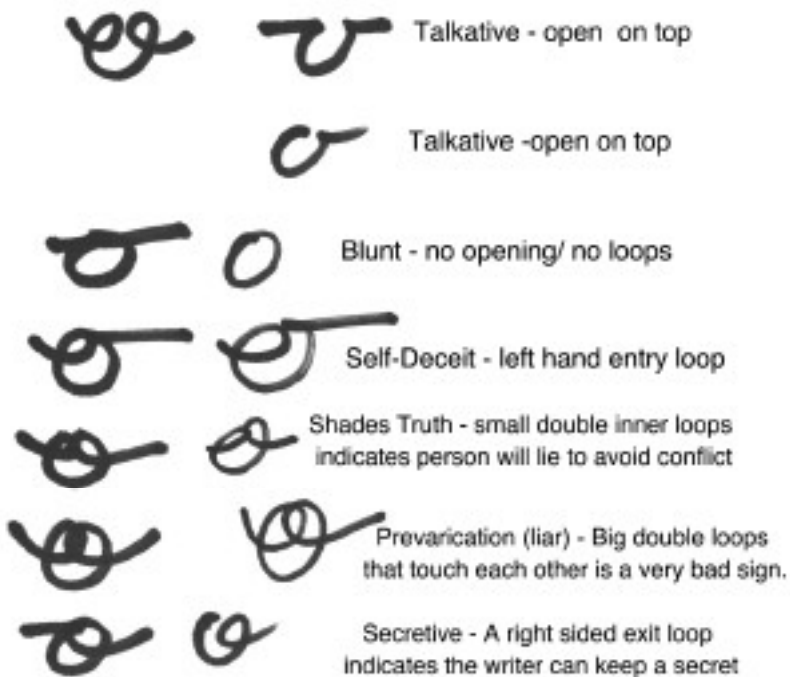 Talkative - open on top
Talkative -open on top
Blunt - no opening/ no loops
Self-Deceit - left hand entry loop
Shades Truth - small double inner loops
indicates person will lie to avoid conflict
Prevarication (liar) - Big double loops
that touch each other is a very bad sign.
Secretive - A right sided exit loop
indicates the writer can keep a secret